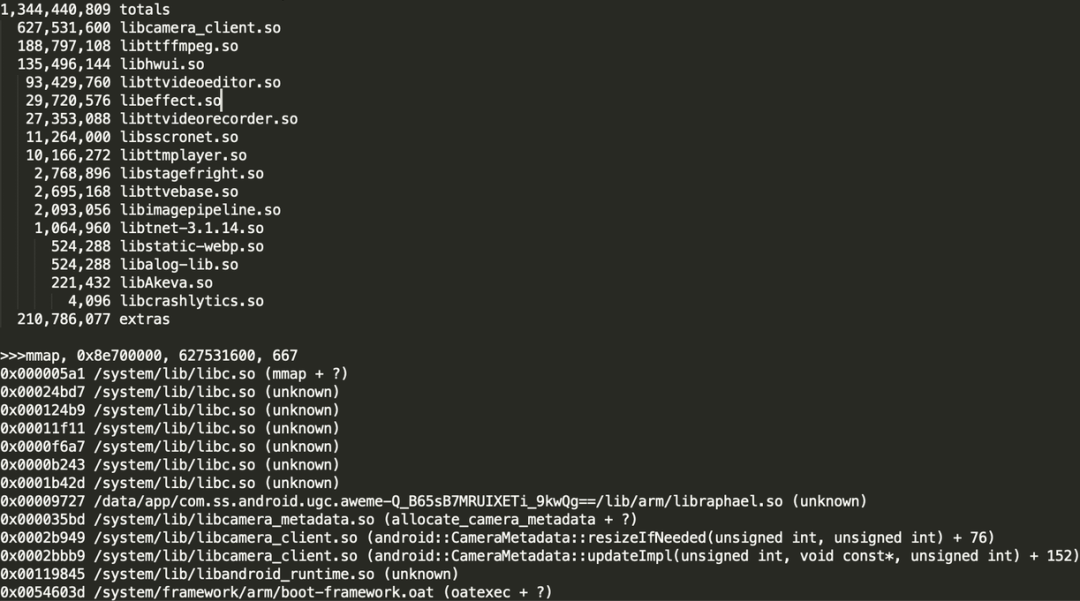 1,344,440,809 totals
627,531,600 libcamera_client.so
188,797,108 libttffmpeg.so
135,496,144 libhwui.so
93,429,760 libttvideoeditor.so
29,720,576 libeffect.so
27,353,088 libttvideorecorder.so
11,264,000 libsscronet.so
10,166,272 libttmplayer.so
2,768,896 libstagefright.so
2,695,168 libttvebase.so
2,093,056 libimagepipeline.so
1,064,960 libtnet-3.1.14.so
524,288 libstatic-webp.so
524,288 libalog-lib.so
221,432 libAkeva.so
4,096 libcrashlytics.so
210,786,077 extras
>>>mmap, 0x8e700000, 627531600, 667
0x000005a1 /system/lib/libc.so (mmap + ?)
0x00024bd7 /system/lib/libc.so (unknown)
0x000124b9 /system/lib/libc.so (unknown)
0x00011f11 /system/lib/libc.so (unknown)
0x0000f6a7 /system/lib/libc.so (unknown)
0x0000b243 /system/lib/libc.so (unknown)
0x0001b42d /system/lib/libc.so (unknown)
0x00009727 /data/app/com.ss.android.ugc.aweme-Q_B65sB7MRUIXETi_9kwQg==/lib/arm/libraphael.so (unknown)
0x000035bd /system/lib/libcamera_metadata.so (allocate_camera_metadata + ?)
0x0002b949 /system/lib/libcamera_client.so (android::CameraMetadata::resizeIfNeeded(unsigned int, unsigned int) + 76)
0x0002bbb9 /system/lib/libcamera_client.so (android::CameraMetadata::updateImpl(unsigned int, void const*, unsigned int) + 152)
0x00119845 /system/lib/libandroid_runtime.so (unknown)
0x0054603d /system/framework/arm/boot-framework.oat (oatexec + ?)